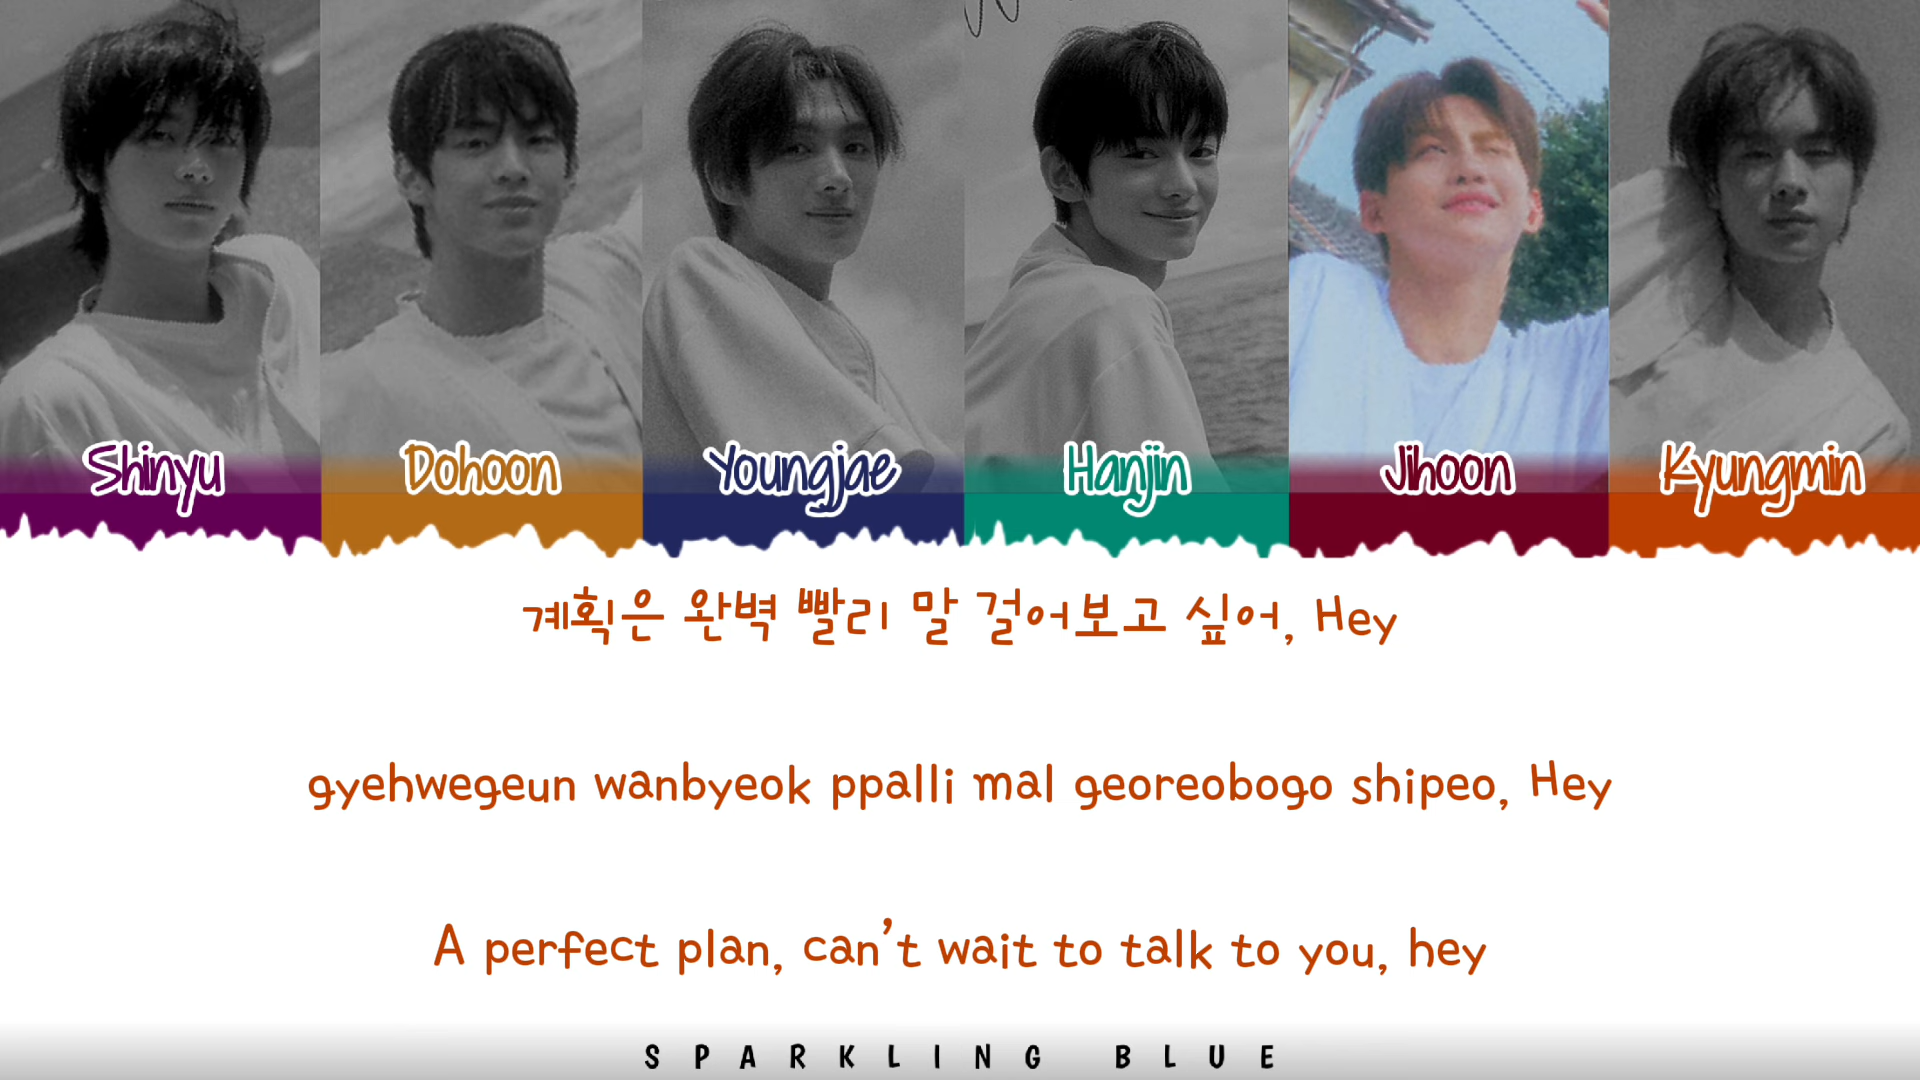 Shinyu Dohoon Youngjae Hanjin Jihoon Kyungmin
계획은 완벽 빨리 말 걸어보고 싶어, Hey
gyehwegeun wanbyeok ppalli mal georeobogo shipeo, Hey
A perfect plan, can't wait to talk to you, hey
SPARKLING BLUE